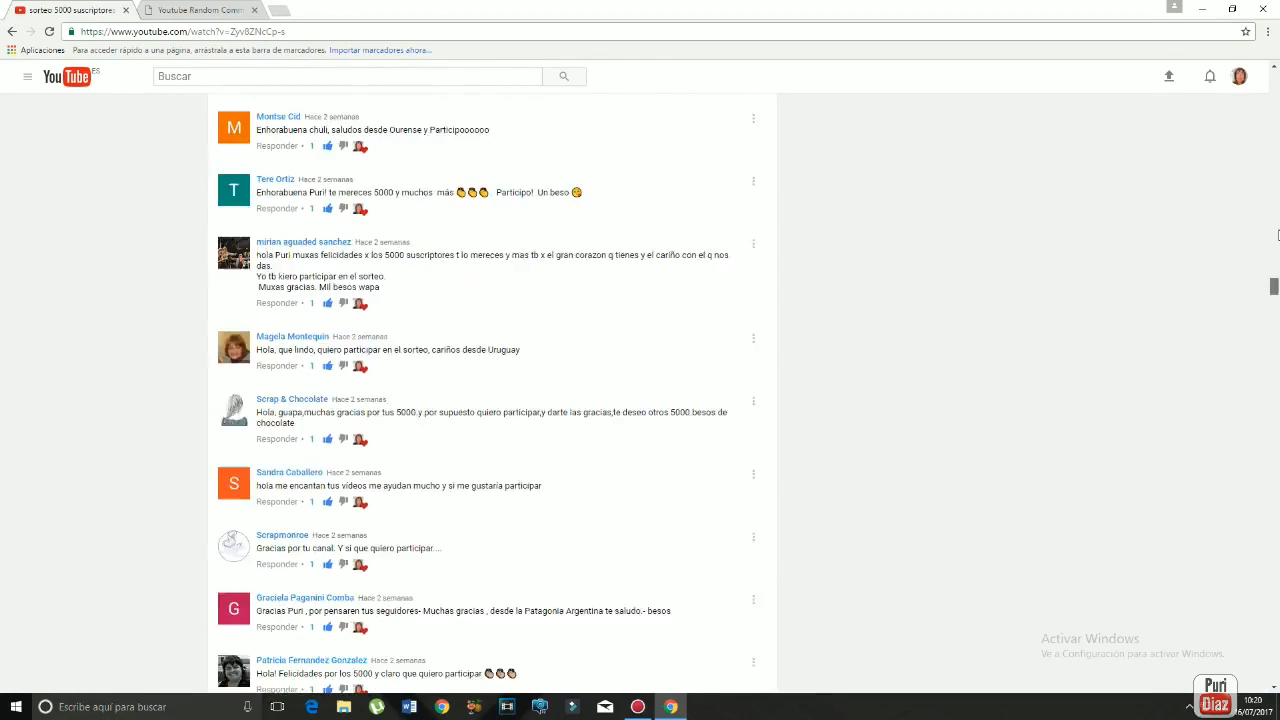 sorteo 5000 suscriptores
Youtube Random Comm
https://www.youtube.com/watch?v=Zyv8ZNcCp-s
Aplicaciones Para acceder rápido a una página, arrástrala a esta barra de marcadores. Importar marcadores ahora...
YouTube ES
Buscar
M
Montse Cid Hace 2 semanas
Enhorabuena chuli, saludos desde Ourense y Participoooooo
Responder • 1
T
Tere Ortiz Hace 2 semanas
Enhorabuena Puri! te mereces 5000 y muchos más 👏👏👏 Participo! Un beso 😘
Responder • 1
mirian aguaded sanchez Hace 2 semanas
hola Puri muxas felicidades x los 5000 suscriptores t lo mereces y mas tb x el gran corazon q tienes y el cariño con el q nos
das.
Yo tb kiero participar en el sorteo.
Muxas gracias. MIl besos wapa
Responder • 1
Magela Montequin Hace 2 semanas
Hola, que lindo, quiero participar en el sorteo, cariños desde Uruguay
Responder • 1
Scrap & Chocolate Hace 2 semanas
Hola, guapa,muchas gracias por tus 5000.y por supuesto quiero participar,y darte las gracias,te deseo otros 5000.besos de
chocolate
Responder • 1
S
Sandra Caballero Hace 2 semanas
hola me encantan tus vídeos me ayudan mucho y si me gustaría participar
Responder • 1
Scrapmonroe Hace 2 semanas
Gracias por tu canal. Y si que quiero participar....
Responder • 1
G
Graciela Paganini Comba Hace 2 semanas
Gracias Puri , por pensaren tus seguidores- Muchas gracias , desde la Patagonia Argentina te saludo.- besos
Responder • 1
Patricia Fernandez Gonzalez Hace 2 semanas
Hola! Felicidades por los 5000 y claro que quiero participar 👏👏👏
Responder • 1
Activar Windows
Ve a Configuración para activar Windows.
Escribe aquí para buscar
Puri
Diaz
10:20
16/07/2017